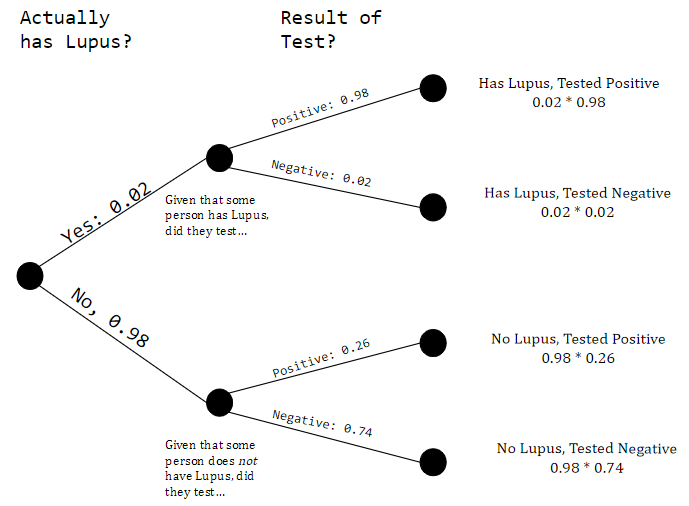 Actually
has Lupus?
Result of
Test?
Yes: 0.02
No, 0.98
Given that some
person has Lupus,
did they test...
Positive: 0.98
Negative: 0.02
Has Lupus, Tested Positive
0.02 * 0.98
Has Lupus, Tested Negative
0.02 * 0.02
Given that some
person does not
have Lupus, did
they test...
Positive: 0.26
Negative: 0.74
No Lupus, Tested Positive
0.98 * 0.26
No Lupus, Tested Negative
0.98 * 0.74